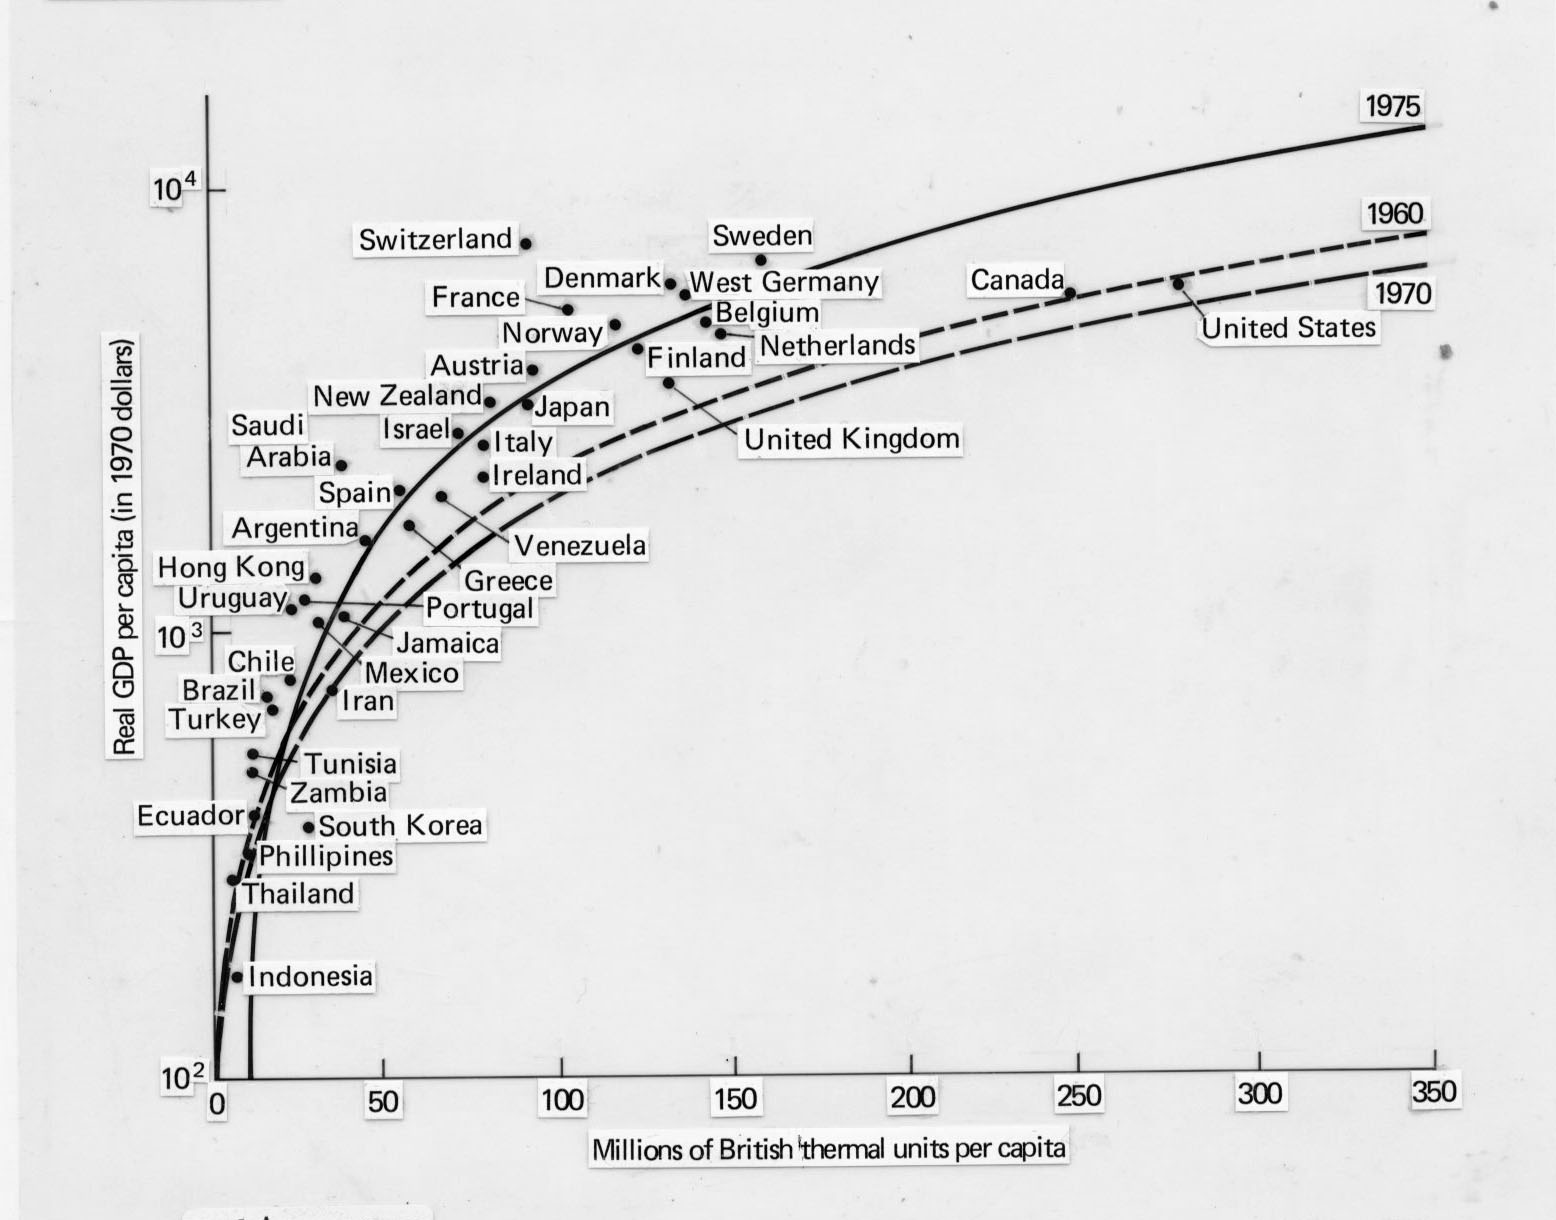 1975
10⁴
1960
Sweden
Switzerland
Denmark
West Germany
Canada
France
1970
Belgium
Norway
United States
Netherlands
Finland
Austria
New Zealand
Japan
Saudi
Arabia
Israel
Italy
United Kingdom
Ireland
Spain
Argentina
Venezuela
Hong Kong
Greece
Uruguay
Portugal
10³
Jamaica
Chile
Mexico
Brazil
Iran
Turkey
Tunisia
Zambia
Ecuador
South Korea
Phillipines
Thailand
Indonesia
10²
0 50 100 150 200 250 300 350
Real GDP per capita (in 1970 dollars)
Millions of British thermal units per capita